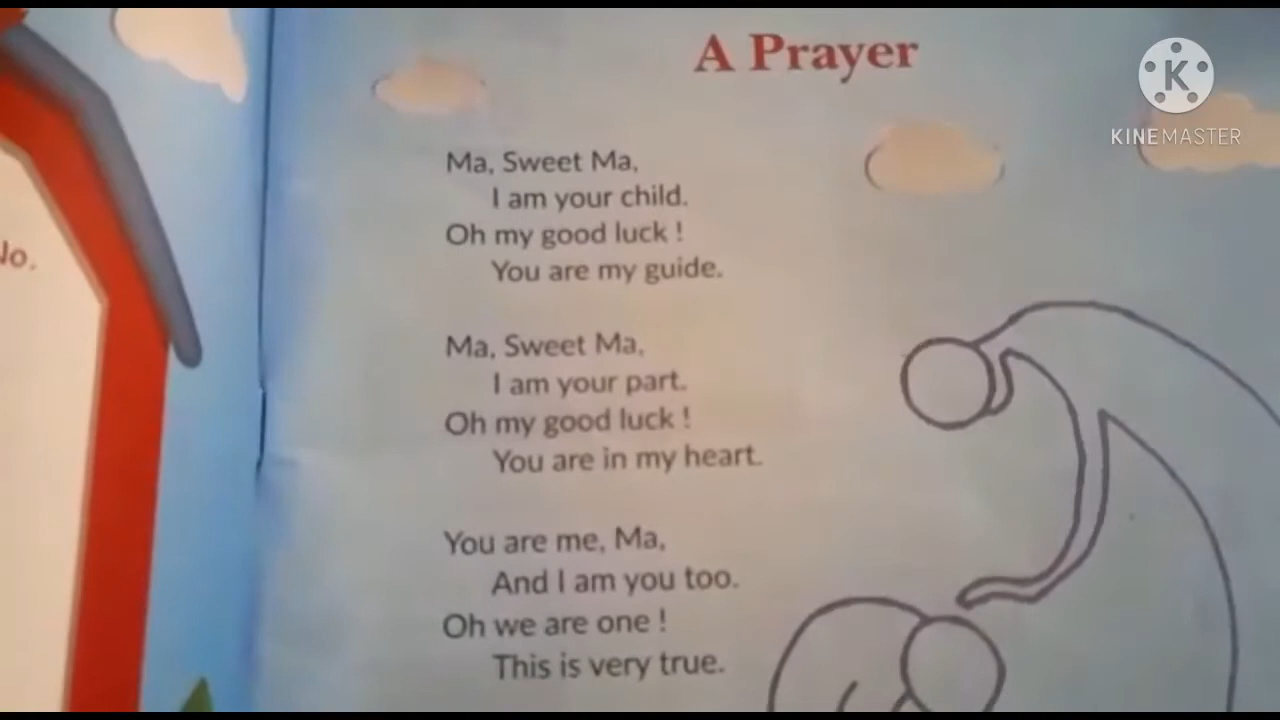 A Prayer
Ma, Sweet Ma,
I am your child.
Oh my good luck !
You are my guide.
Ma, Sweet Ma,
I am your part.
Oh my good luck !
You are in my heart.
You are me, Ma,
And I am you too.
Oh we are one !
This is very true.
K
KINEMASTER